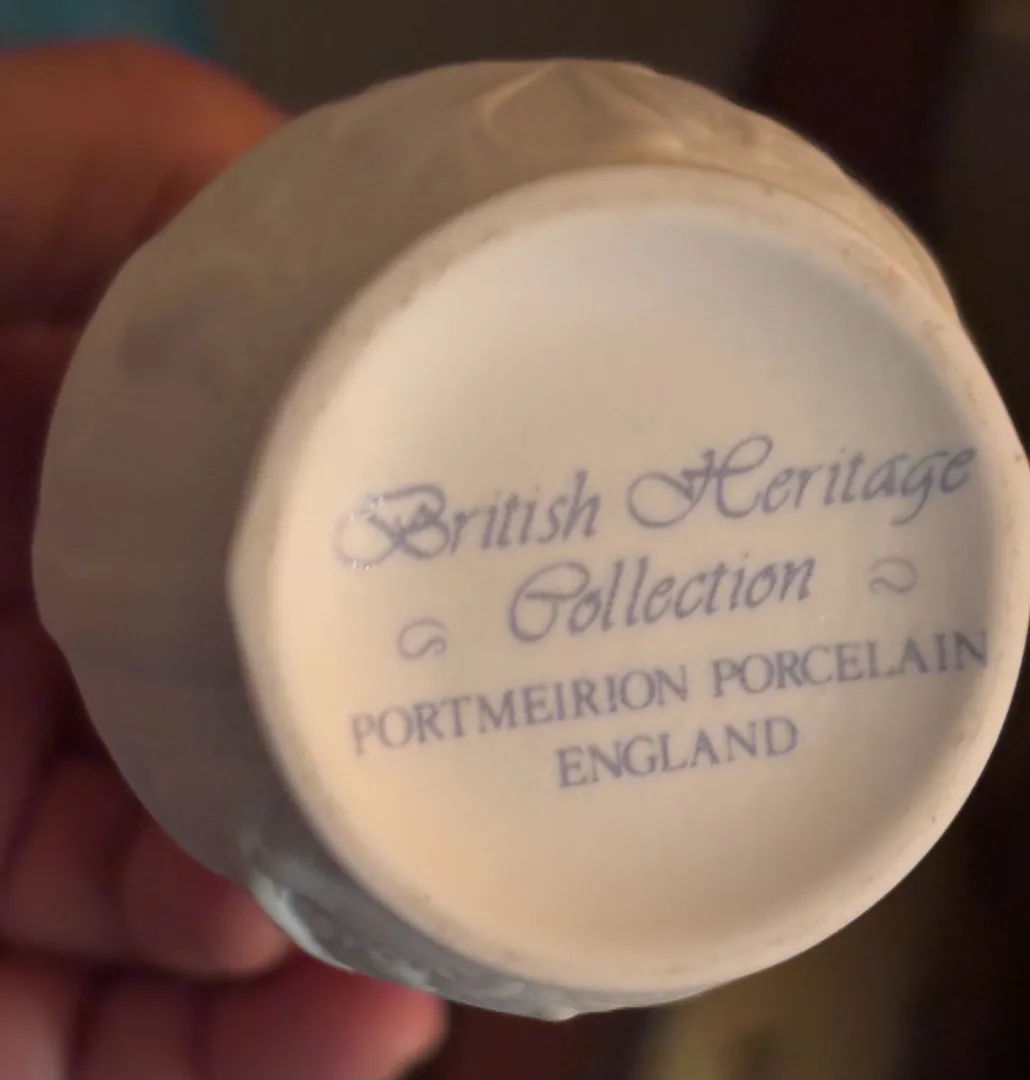 British Heritage
Collection
PORTMEIRION PORCELAIN
ENGLAND